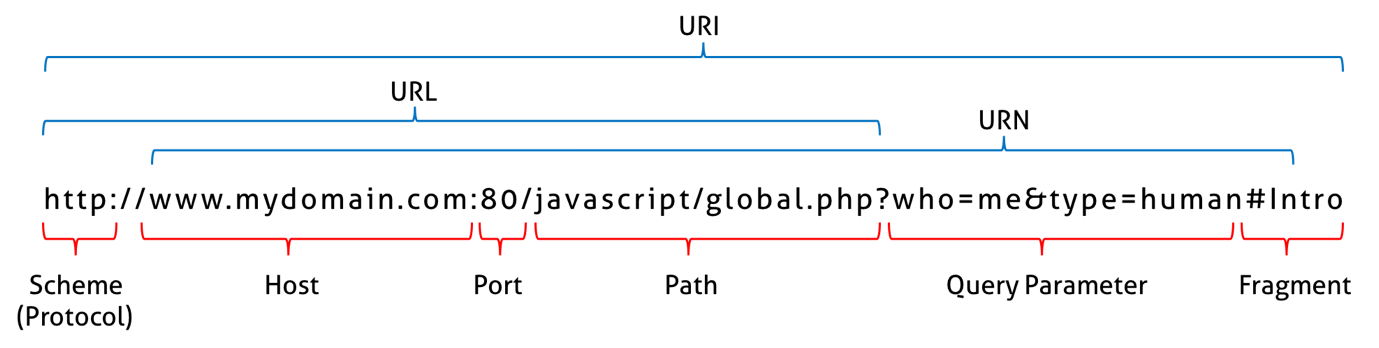 URI
URL
URN
http://www.mydomain.com:80/javascript/global.php?who=me&type=human#Intro
Scheme
(Protocol)
Host
Port
Path
Query Parameter
Fragment